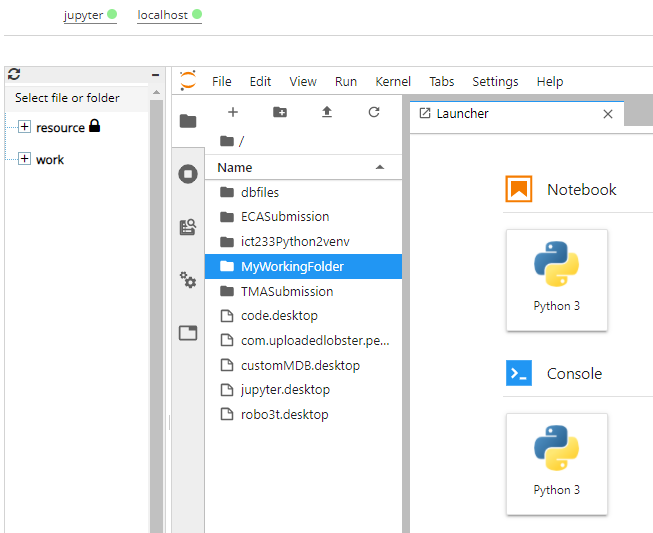 jupyter localhost
Select file or folder
resource
work
File Edit View Run Kernel Tabs Settings Help
/
Name
dbfiles
ECASubmission
ict233Python2venv
MyWorkingFolder
TMASubmission
code.desktop
com.uploadedlobster.pe...
customMDB.desktop
jupyter.desktop
robo3t.desktop
Launcher
Notebook
Python 3
Console
Python 3